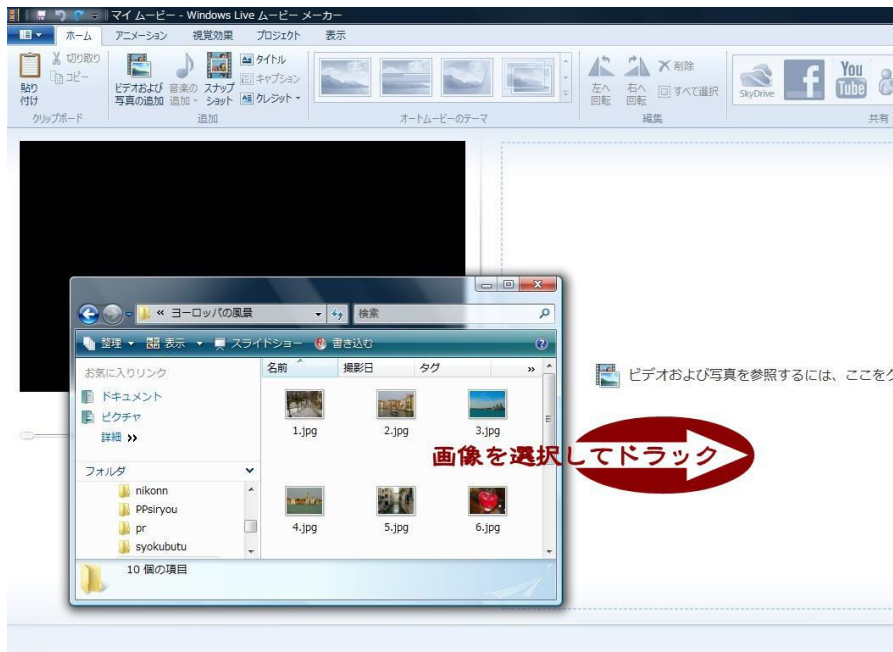 マイ ムービー - Windows Live ムービー メーカー
ホーム アニメーション 視覚効果 プロジェクト 表示
貼り付け
切り取り
コピー
クリップボード
ビデオおよび写真の追加
音楽の追加
スナップショット
タイトル
キャプション
クレジット
追加
オートムービーのテーマ
左へ回転
右へ回転
削除
すべて選択
編集
SkyDrive
f
You Tube
共有
« ヨーロッパの風景
検索
整理 表示 スライドショー 書き込む
お気に入りリンク
ドキュメント
ピクチャ
詳細 »
フォルダ
nikonn
PPsiryou
pr
syokubutu
名前 撮影日 タグ »
1.jpg 2.jpg 3.jpg
4.jpg 5.jpg 6.jpg
10 個の項目
ビデオおよび写真を参照するには、ここを
画像を選択してドラック